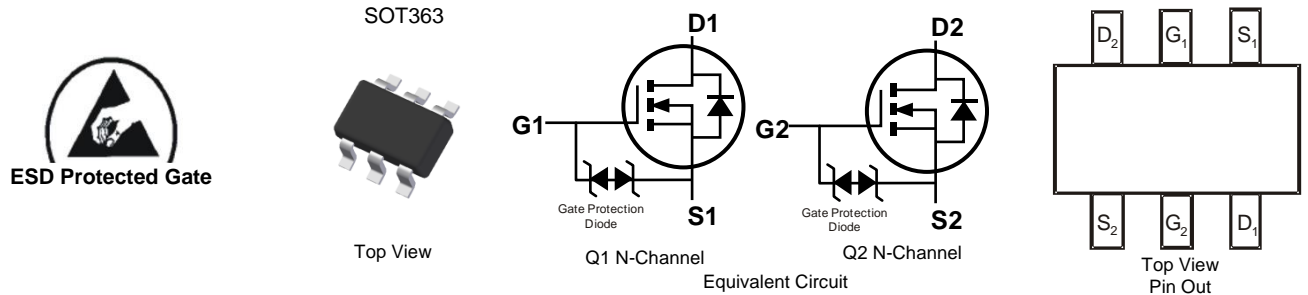 SOT363
ESD Protected Gate
Top View
D1
G1
Gate Protection
Diode
S1
Q1 N-Channel
D2
G2
Gate Protection
Diode
S2
Q2 N-Channel
Equivalent Circuit
D₂ G₁ S₁
S₂ G₂ D₁
Top View
Pin Out